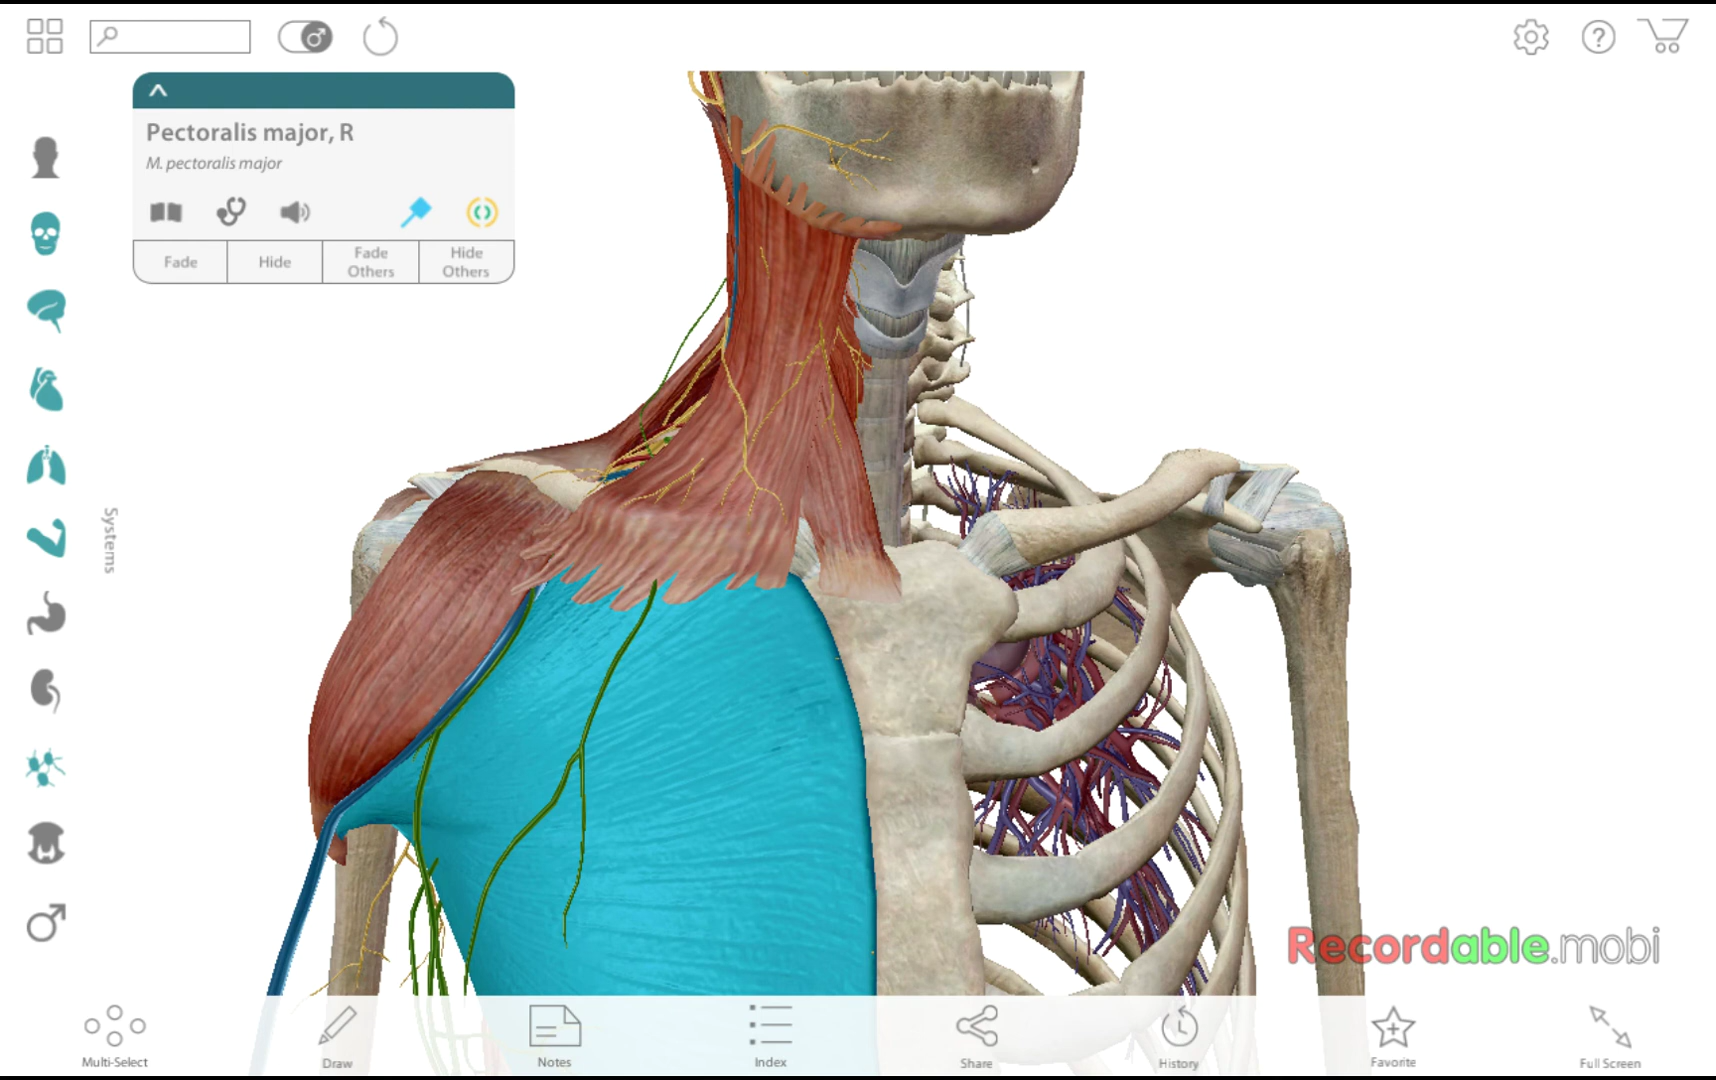 Pectoralis major, R
M. pectoralis major
Fade
Hide
Fade
Others
Hide
Others
Systems
Recordable.mobi
Multi-Select
Draw
Notes
Index
Share
History
Favorite
Full Screen